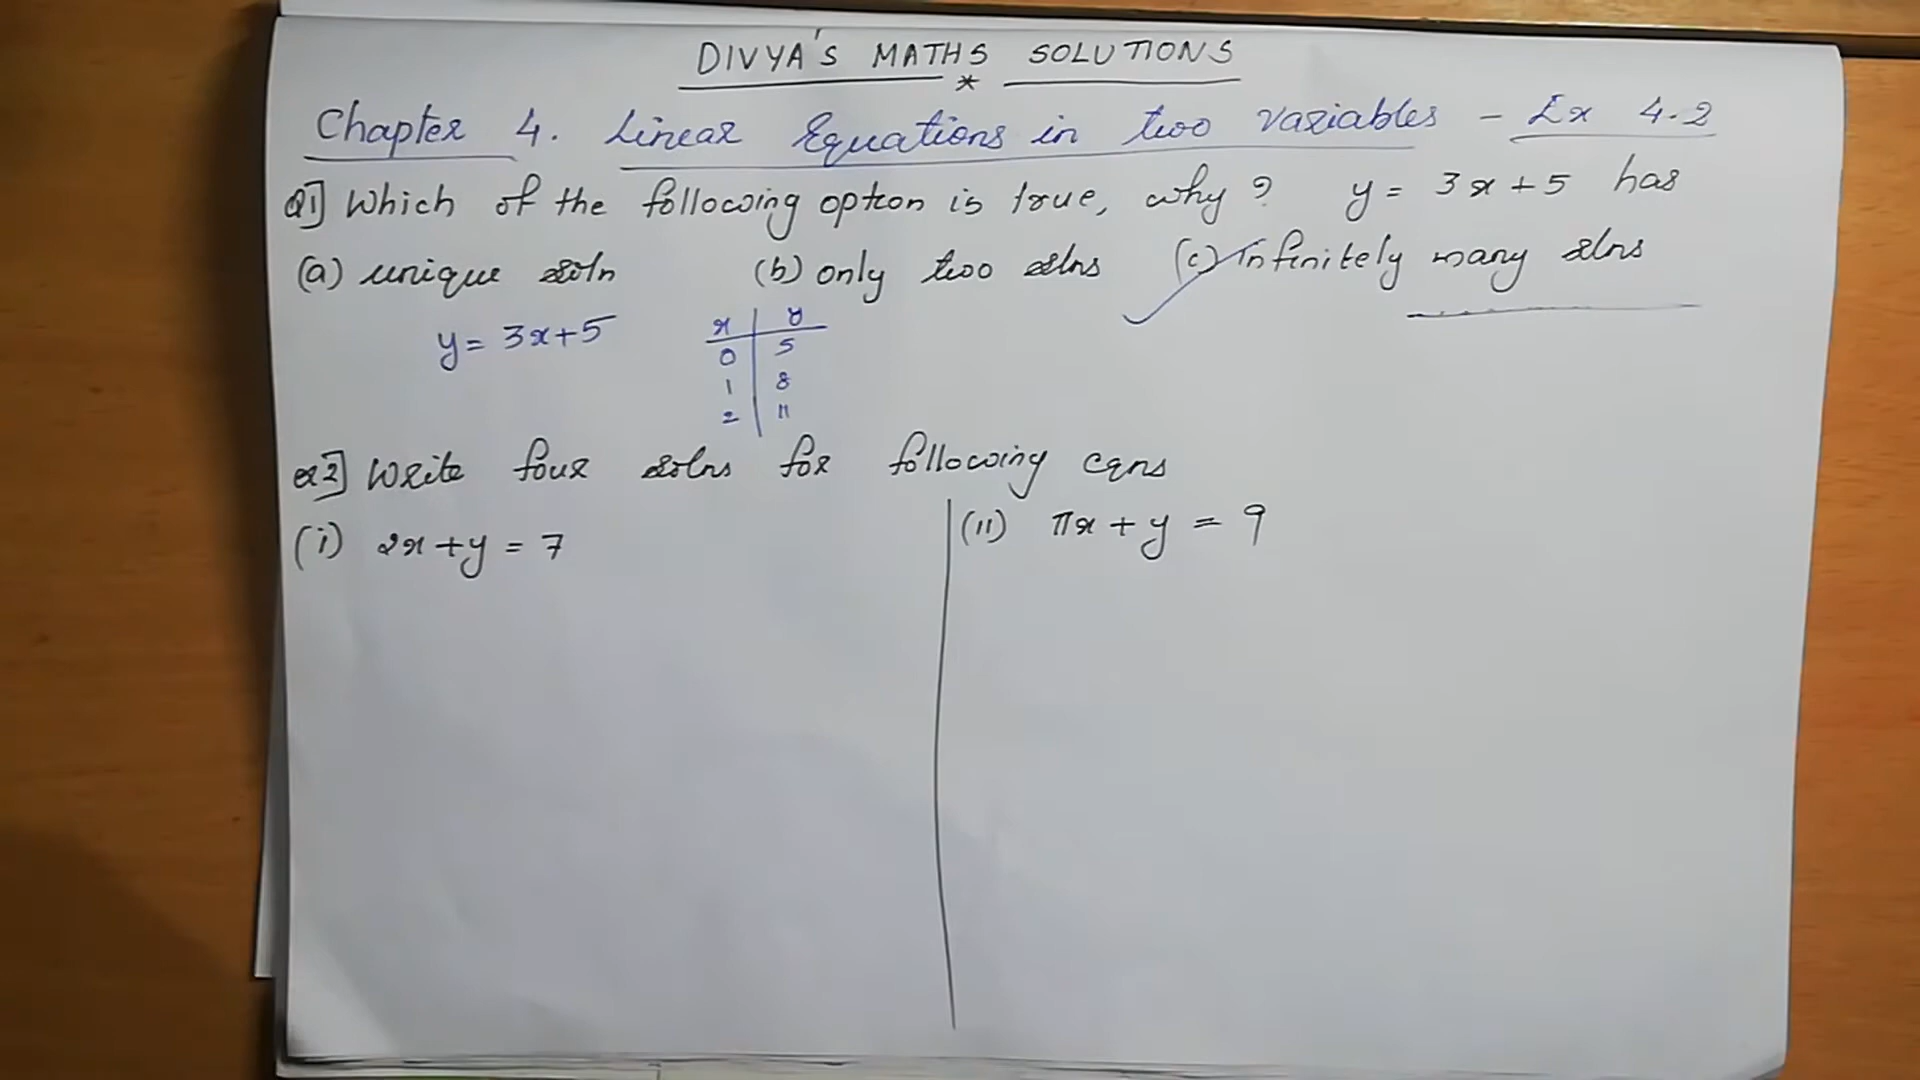 DIVYA'S MATHS SOLUTIONS
*
Chapter 4. Linear Equations in two variables - Ex 4.2
Q1] Which of the following option is true, why? y = 3x+5 has
(a) unique soln (b) only two slns (c) Infinitely many slns
y = 3x+5
x | y
0 | 5
1 | 8
2 | 11
Q2] Write four solns for following eqns
(i) 2x+y = 7 (ii) πx + y = 9